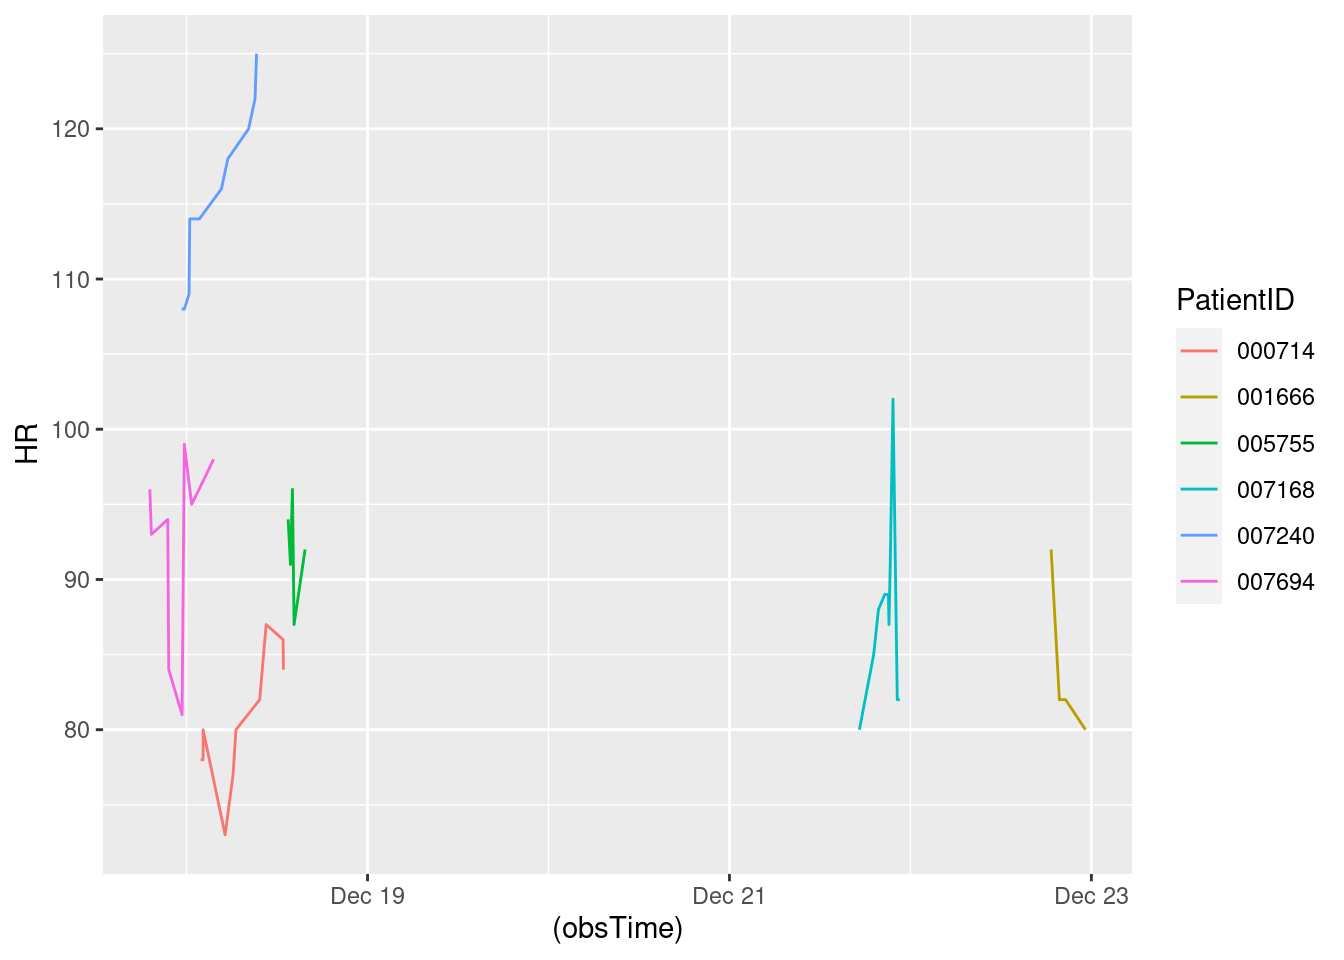 120
110
100
90
80
HR
Dec 19
Dec 21
Dec 23
(obsTime)
PatientID
000714
001666
005755
007168
007240
007694